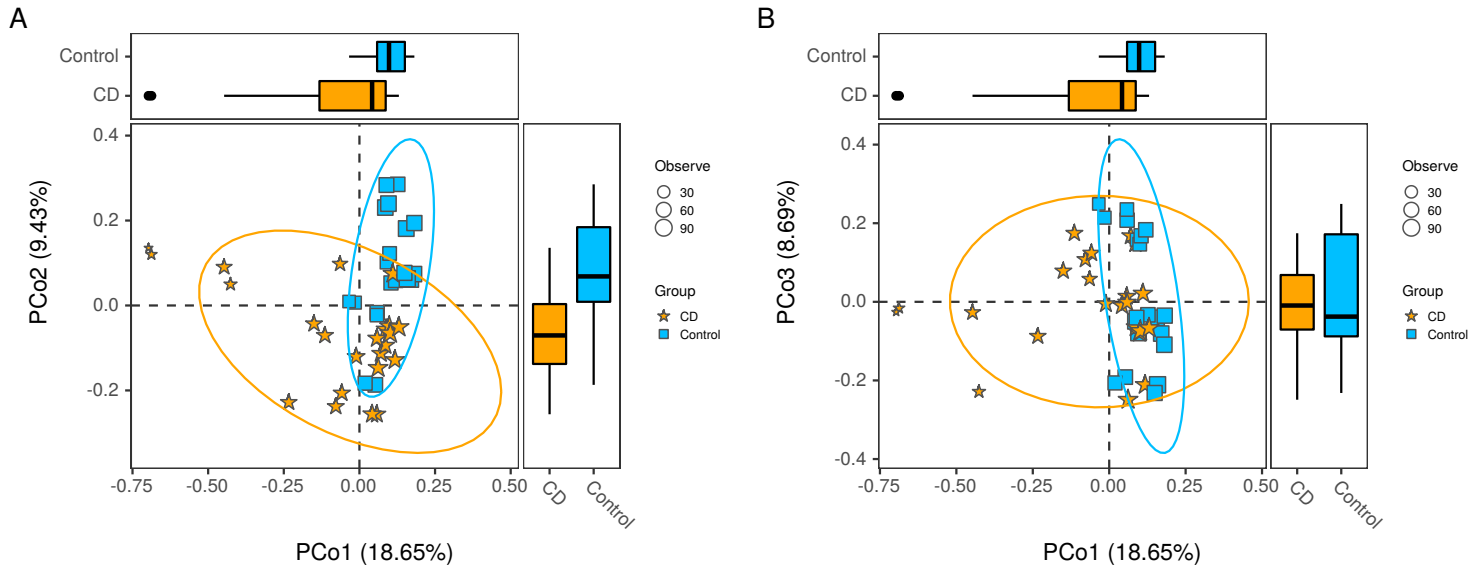 A
Control
CD
0.4
0.2
0.0
-0.2
PCo2 (9.43%)
-0.75
-0.50
-0.25
0.00
0.25
0.50
PCo1 (18.65%)
CD
Control
Observe
30
60
90
Group
CD
Control
B
Control
CD
0.4
0.2
0.0
-0.2
-0.4
PCo3 (8.69%)
-0.75
-0.50
-0.25
0.00
0.25
0.50
PCo1 (18.65%)
CD
Control
Observe
30
60
90
Group
CD
Control